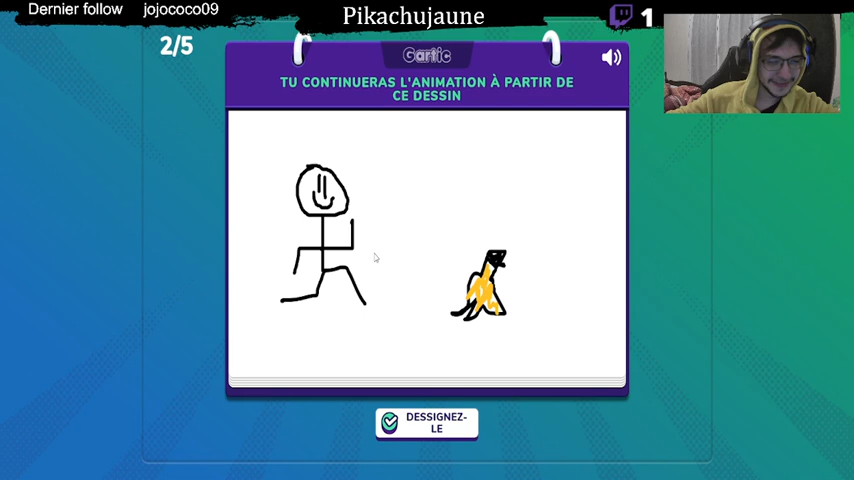 Dernier follow jojococo09
Pikachujaune
1
2/5
Gartic
TU CONTINUERAS L'ANIMATION À PARTIR DE
CE DESSIN
DESSIGNEZ-
LE